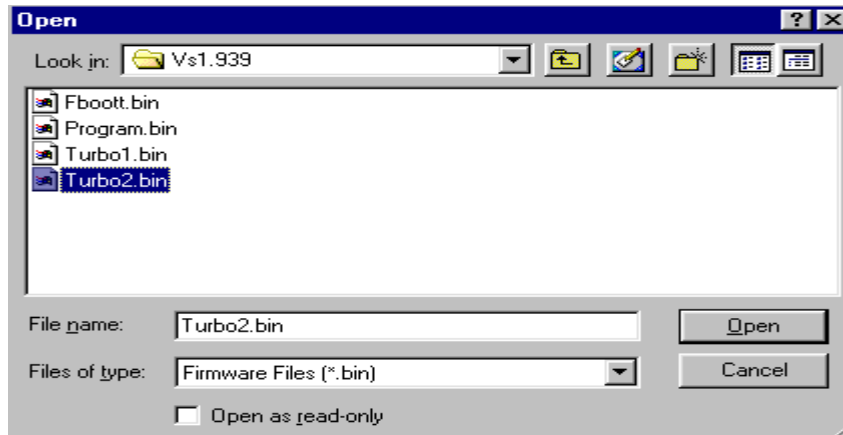 Open
Look in: Vs1.939
Fboott.bin
Program.bin
Turbo1.bin
Turbo2.bin
File name: Turbo2.bin Open
Files of type: Firmware Files (*.bin) Cancel
Open as read-only